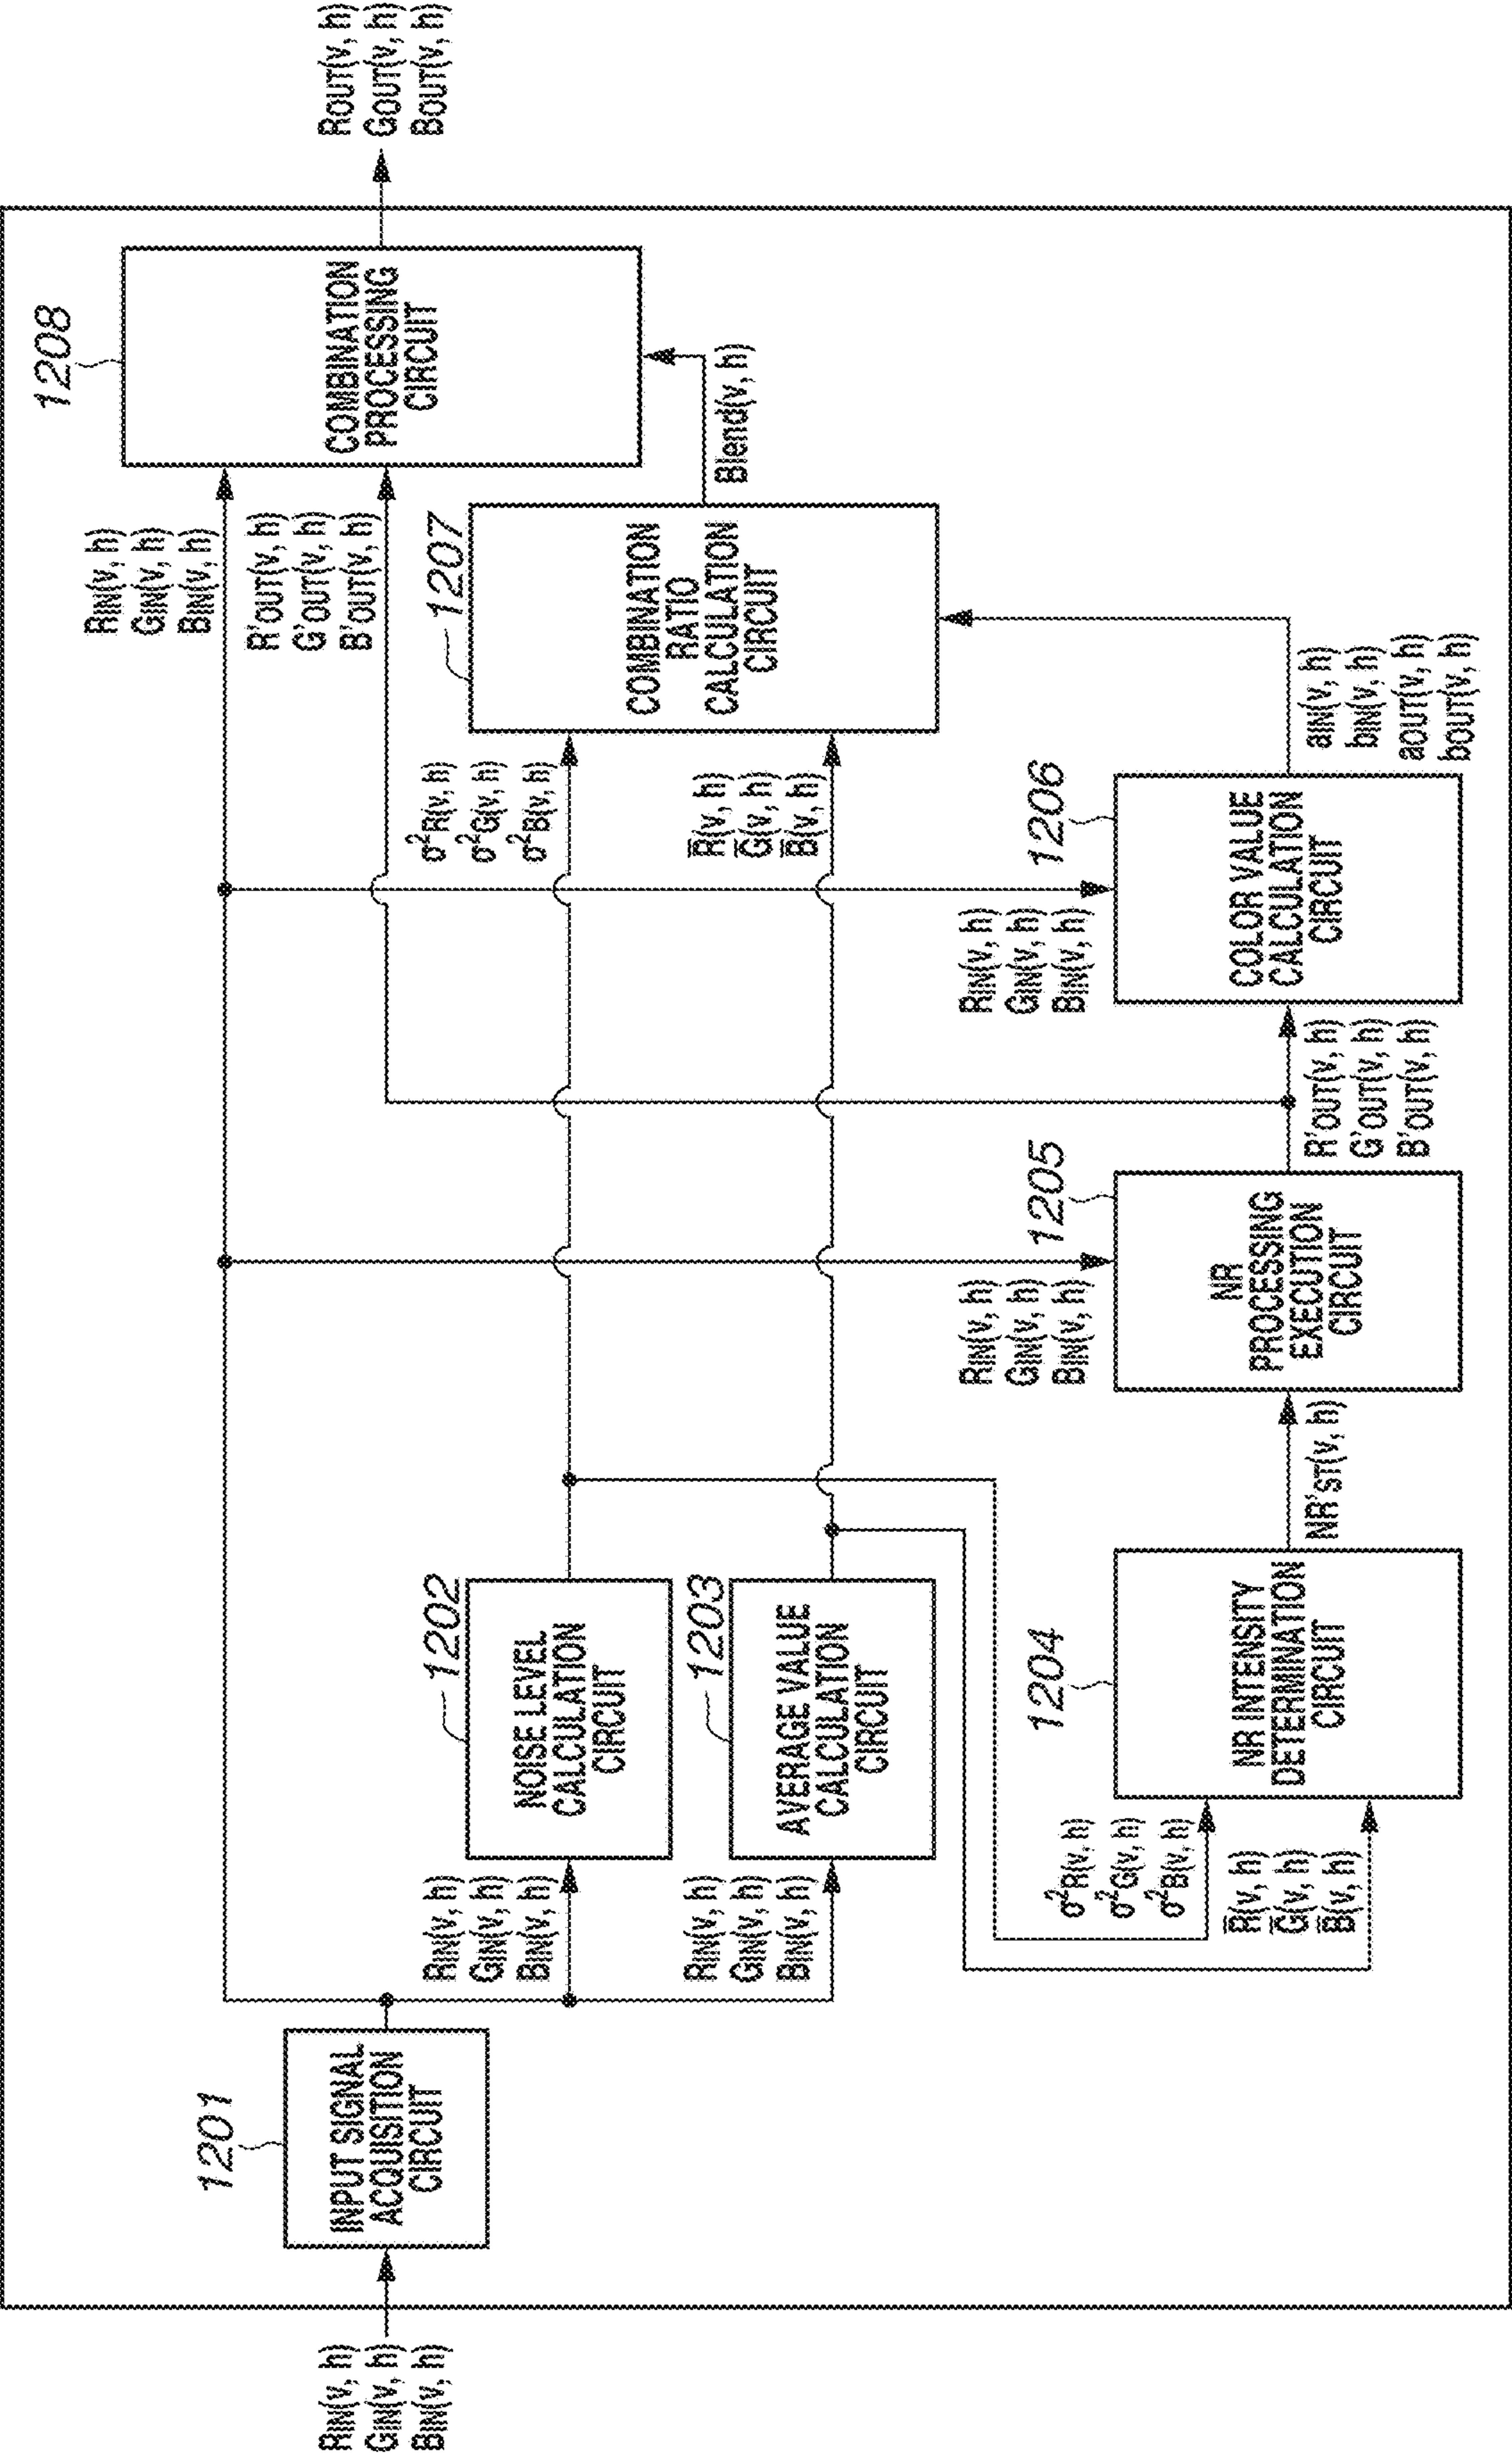 RIN(v, h)
GIN(v, h)
BIN(v, h)
1201
INPUT SIGNAL
ACQUISITION
CIRCUIT
RIN(v, h)
GIN(v, h)
BIN(v, h)
1202
NOISE LEVEL
CALCULATION
CIRCUIT
RIN(v, h)
GIN(v, h)
BIN(v, h)
1203
AVERAGE VALUE
CALCULATION
CIRCUIT
σ²R(v, h)
σ²G(v, h)
σ²B(v, h)
R̅(v, h)
G̅(v, h)
B̅(v, h)
1204
NR INTENSITY
DETERMINATION
CIRCUIT
NR'ST(v, h)
RIN(v, h)
GIN(v, h)
BIN(v, h)
1205
NR
PROCESSING
EXECUTION
CIRCUIT
R'OUT(v, h)
G'OUT(v, h)
B'OUT(v, h)
RIN(v, h)
GIN(v, h)
BIN(v, h)
1206
COLOR VALUE
CALCULATION
CIRCUIT
aIN(v, h)
bIN(v, h)
aOUT(v, h)
bOUT(v, h)
σ²R(v, h)
σ²G(v, h)
σ²B(v, h)
R̅(v, h)
G̅(v, h)
B̅(v, h)
1207
COMBINATION
RATIO
CALCULATION
CIRCUIT
Blend(v, h)
RIN(v, h)
GIN(v, h)
BIN(v, h)
R'OUT(v, h)
G'OUT(v, h)
B'OUT(v, h)
1208
COMBINATION
PROCESSING
CIRCUIT
ROUT(v, h)
GOUT(v, h)
BOUT(v, h)